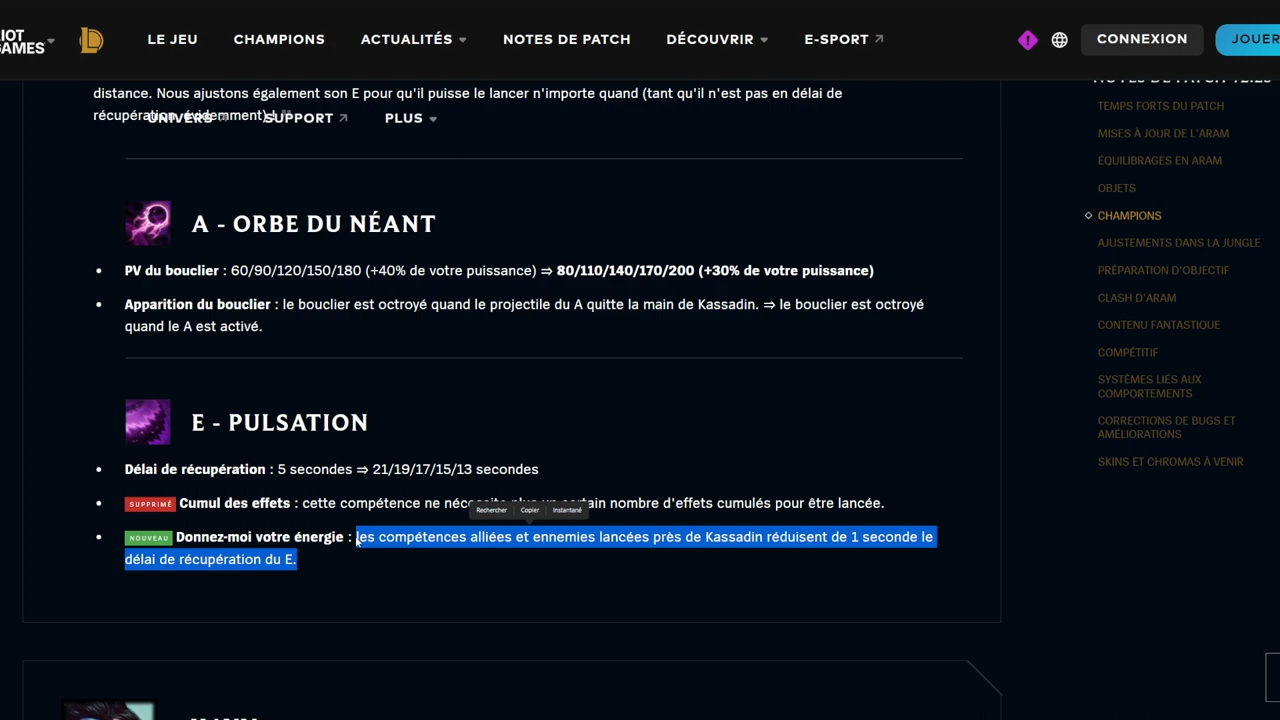 IOT
GAMES
LE JEU
CHAMPIONS
ACTUALITÉS
NOTES DE PATCH
DÉCOUVRIR
E-SPORT
CONNEXION
JOUER
UNIVERS
SUPPORT
PLUS
distance. Nous ajustons également son E pour qu'il puisse le lancer n'importe quand (tant qu'il n'est pas en délai de
récupération, évidemment) !
A - ORBE DU NÉANT
PV du bouclier : 60/90/120/150/180 (+40% de votre puissance) ⇒ 80/110/140/170/200 (+30% de votre puissance)
Apparition du bouclier : le bouclier est octroyé quand le projectile du A quitte la main de Kassadin. ⇒ le bouclier est octroyé
quand le A est activé.
E - PULSATION
Délai de récupération : 5 secondes ⇒ 21/19/17/15/13 secondes
SUPPRIMÉ Cumul des effets : cette compétence ne nécessite plus un certain nombre d'effets cumulés pour être lancée.
Rechercher Copier Instantané
NOUVEAU Donnez-moi votre énergie : les compétences alliées et ennemies lancées près de Kassadin réduisent de 1 seconde le
délai de récupération du E.
TEMPS FORTS DU PATCH
MISES À JOUR DE L'ARAM
ÉQUILIBRAGES EN ARAM
OBJETS
CHAMPIONS
AJUSTEMENTS DANS LA JUNGLE
PRÉPARATION D'OBJECTIF
CLASH D'ARAM
CONTENU FANTASTIQUE
COMPÉTITIF
SYSTÈMES LIÉS AUX
COMPORTEMENTS
CORRECTIONS DE BUGS ET
AMÉLIORATIONS
SKINS ET CHROMAS À VENIR